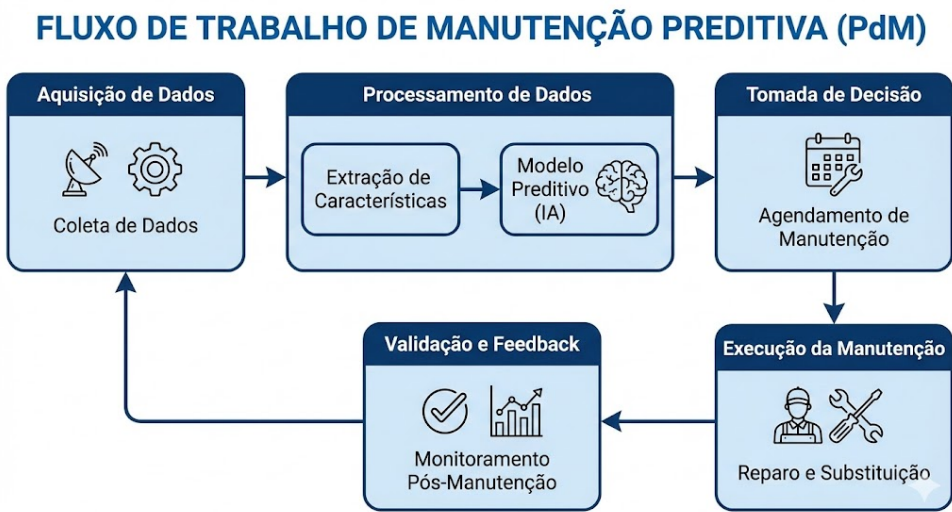 FLUXO DE TRABALHO DE MANUTENÇÃO PREDITIVA (PdM)
Aquisição de Dados
Coleta de Dados
Processamento de Dados
Extração de
Características
Modelo
Preditivo
(IA)
Tomada de Decisão
Agendamento de
Manutenção
Execução da Manutenção
Reparo e Substituição
Validação e Feedback
Monitoramento
Pós-Manutenção